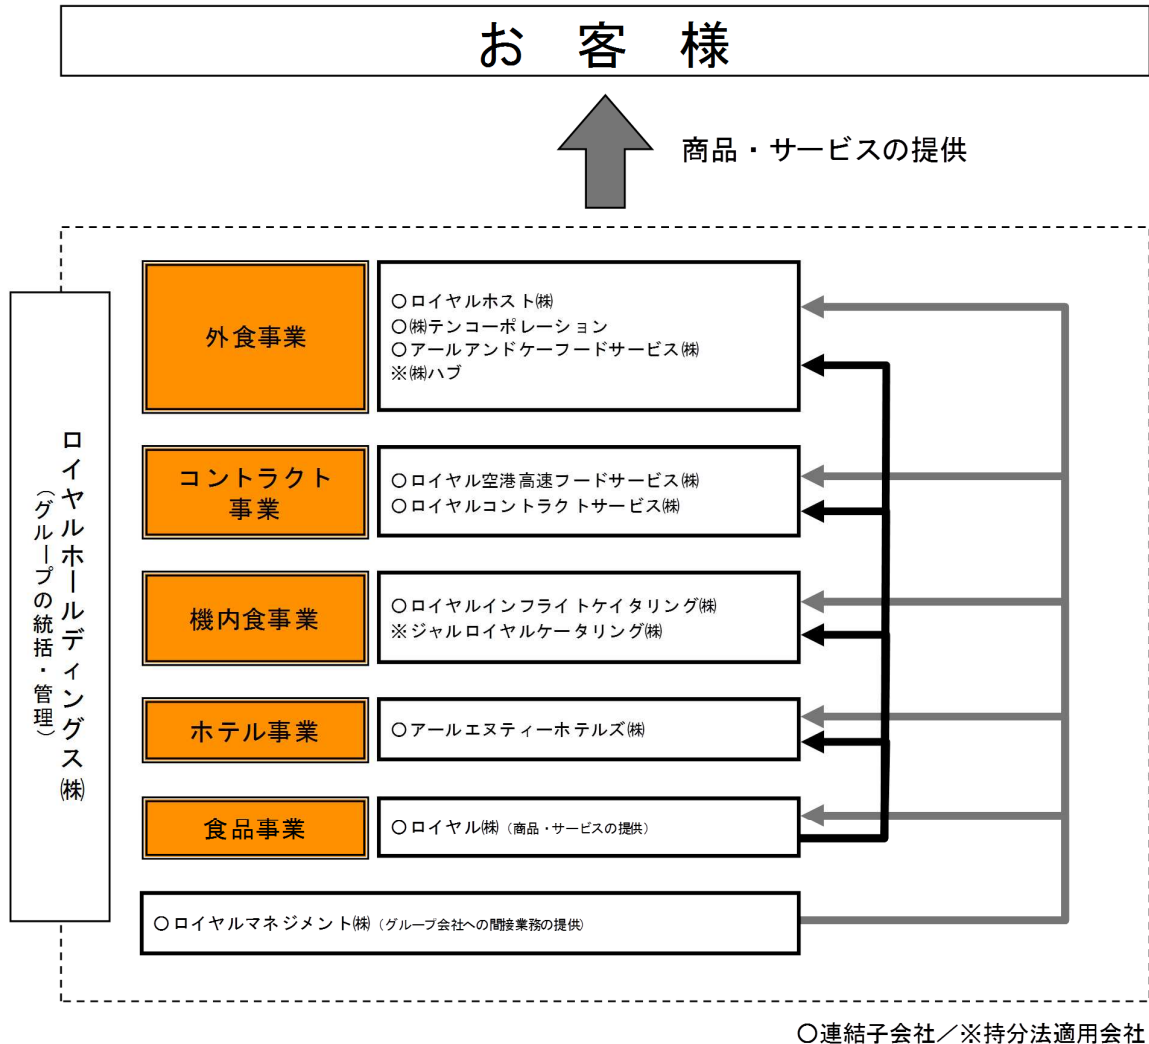 お 客 様
商品・サービスの提供
ロイヤルホールディングス㈱
（グループの統括・管理）
外食事業
○ロイヤルホスト㈱
○㈱テンコーポレーション
○アールアンドケーフードサービス㈱
※㈱ハブ
コントラクト
事業
○ロイヤル空港高速フードサービス㈱
○ロイヤルコントラクトサービス㈱
機内食事業
○ロイヤルインフライトケイタリング㈱
※ジャルロイヤルケータリング㈱
ホテル事業
○アールエヌティーホテルズ㈱
食品事業
○ロイヤル㈱（商品・サービスの提供）
○ロイヤルマネジメント㈱（グループ会社への間接業務の提供）
○連結子会社／※持分法適用会社